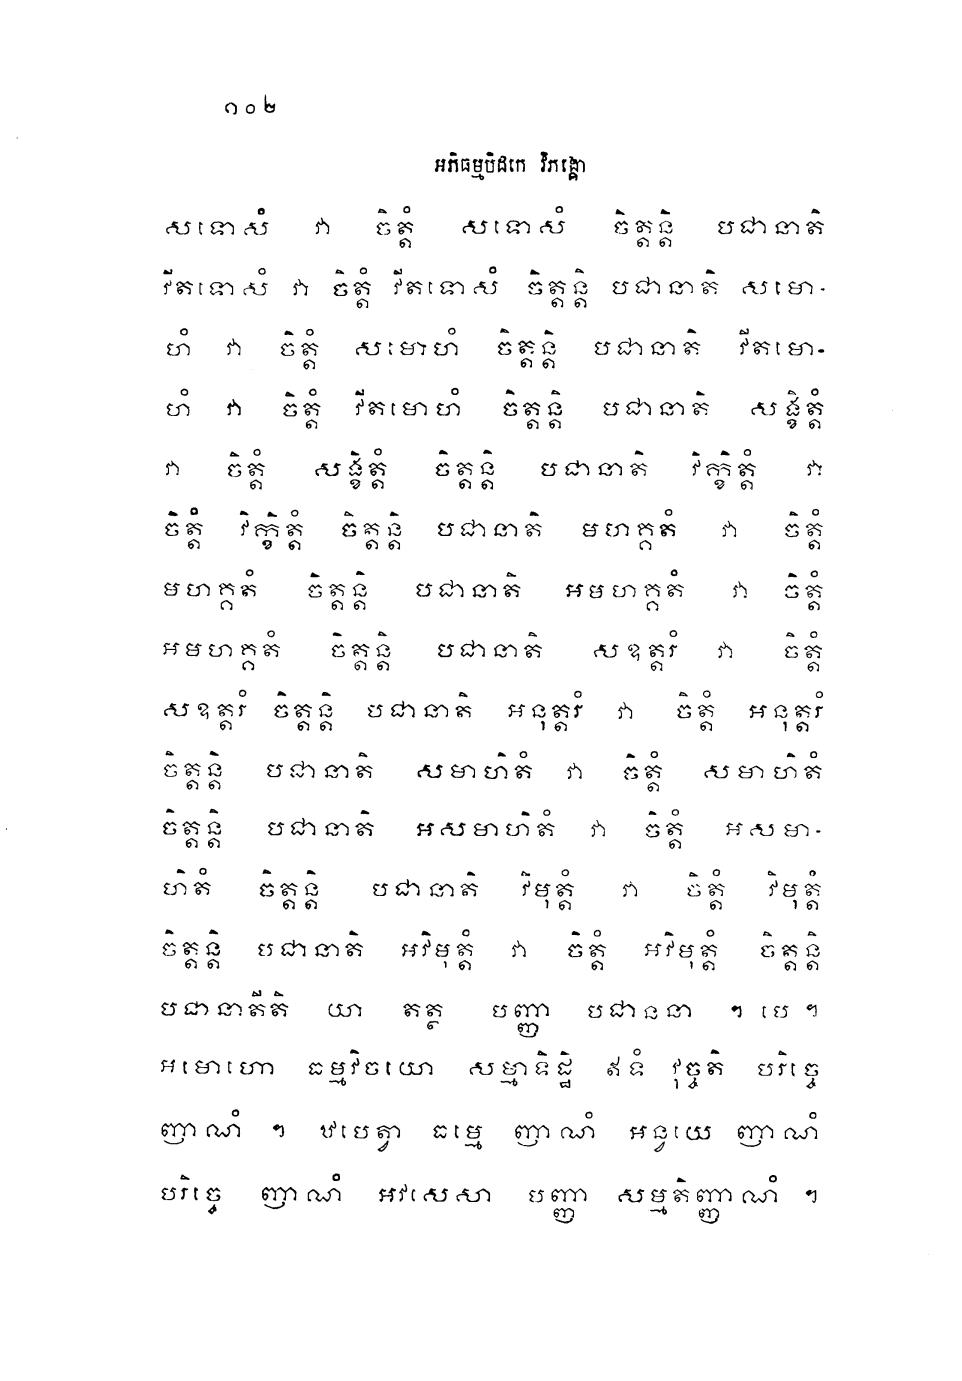 ១០២
អភិធម្មបិដកេ វិភង្គោ
សទោសំ វា ចិត្តំ សទោសំ ចិត្តន្តិ បជានាតិ
វីតទោសំ វា ចិត្តំ វីតទោសំ ចិត្តន្តិ បជានាតិ សមោ-
ហំ វា ចិត្តំ សមោហំ ចិត្តន្តិ បជានាតិ វីតមោ-
ហំ វា ចិត្តំ វីតមោហំ ចិត្តន្តិ បជានាតិ សង្ខិត្តំ
វា ចិត្តំ សង្ខិត្តំ ចិត្តន្តិ បជានាតិ វិក្ខិត្តំ វា
ចិត្តំ វិក្ខិត្តំ ចិត្តន្តិ បជានាតិ មហគ្គតំ វា ចិត្តំ
មហគ្គតំ ចិត្តន្តិ បជានាតិ អមហគ្គតំ វា ចិត្តំ
អមហគ្គតំ ចិត្តន្តិ បជានាតិ សឧត្តរំ វា ចិត្តំ
សឧត្តរំ ចិត្តន្តិ បជានាតិ អនុត្តរំ វា ចិត្តំ អនុត្តរំ
ចិត្តន្តិ បជានាតិ សមាហិតំ វា ចិត្តំ សមាហិតំ
ចិត្តន្តិ បជានាតិ អសមាហិតំ វា ចិត្តំ អសមា-
ហិតំ ចិត្តន្តិ បជានាតិ វិមុត្តំ វា ចិត្តំ វិមុត្តំ
ចិត្តន្តិ បជានាតិ អវិមុត្តំ វា ចិត្តំ អវិមុត្តំ ចិត្តន្តិ
បជានាតីតិ យា តត្ថ បញ្ញា បជាននា ។ បេ ។
អមោហោ ធម្មវិចយោ សម្មាទិដ្ឋិ ឥទំ វុច្ចតិ បរិច្ចេ
ញាណំ ។ ឋបេត្វា ធម្មេ ញាណំ អន្វយេ ញាណំ
បរិច្ចេ ញាណំ អវសេសា បញ្ញា សម្មតិញ្ញាណំ ។